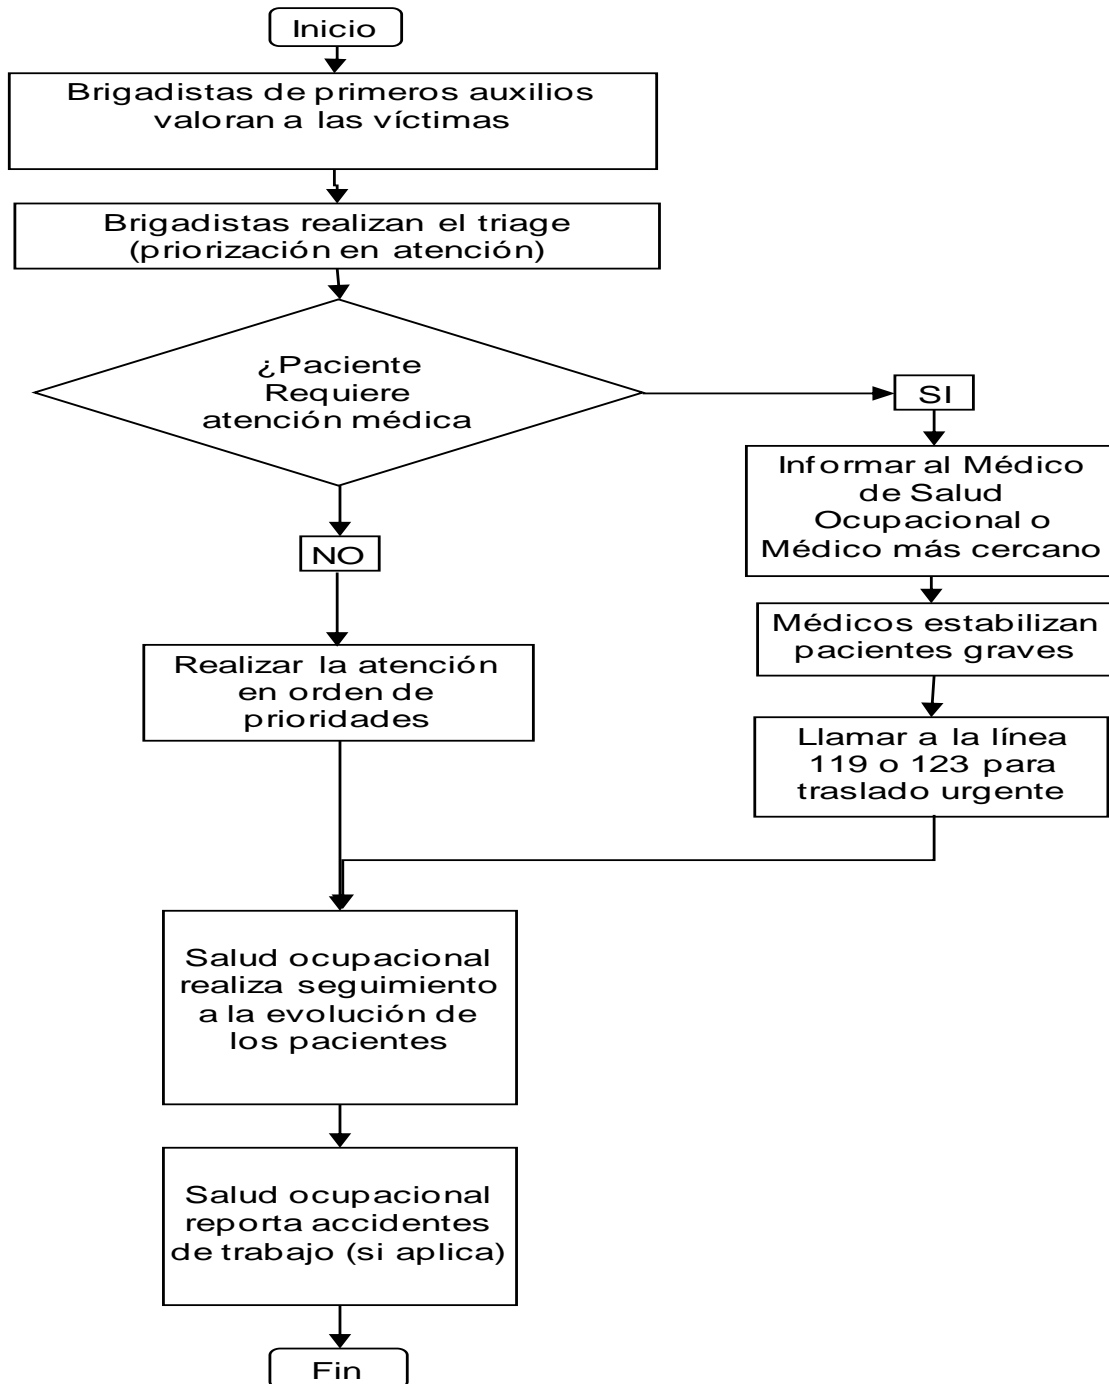 Inicio
Brigadistas de primeros auxilios
valoran a las víctimas
Brigadistas realizan el triage
(priorización en atención)
¿Paciente
Requiere
atención médica
SI
Informar al Médico
de Salud
Ocupacional o
Médico más cercano
NO
Médicos estabilizan
pacientes graves
Realizar la atención
en orden de
prioridades
Llamar a la línea
119 o 123 para
traslado urgente
Salud ocupacional
realiza seguimiento
a la evolución de
los pacientes
Salud ocupacional
reporta accidentes
de trabajo (si aplica)
Fin